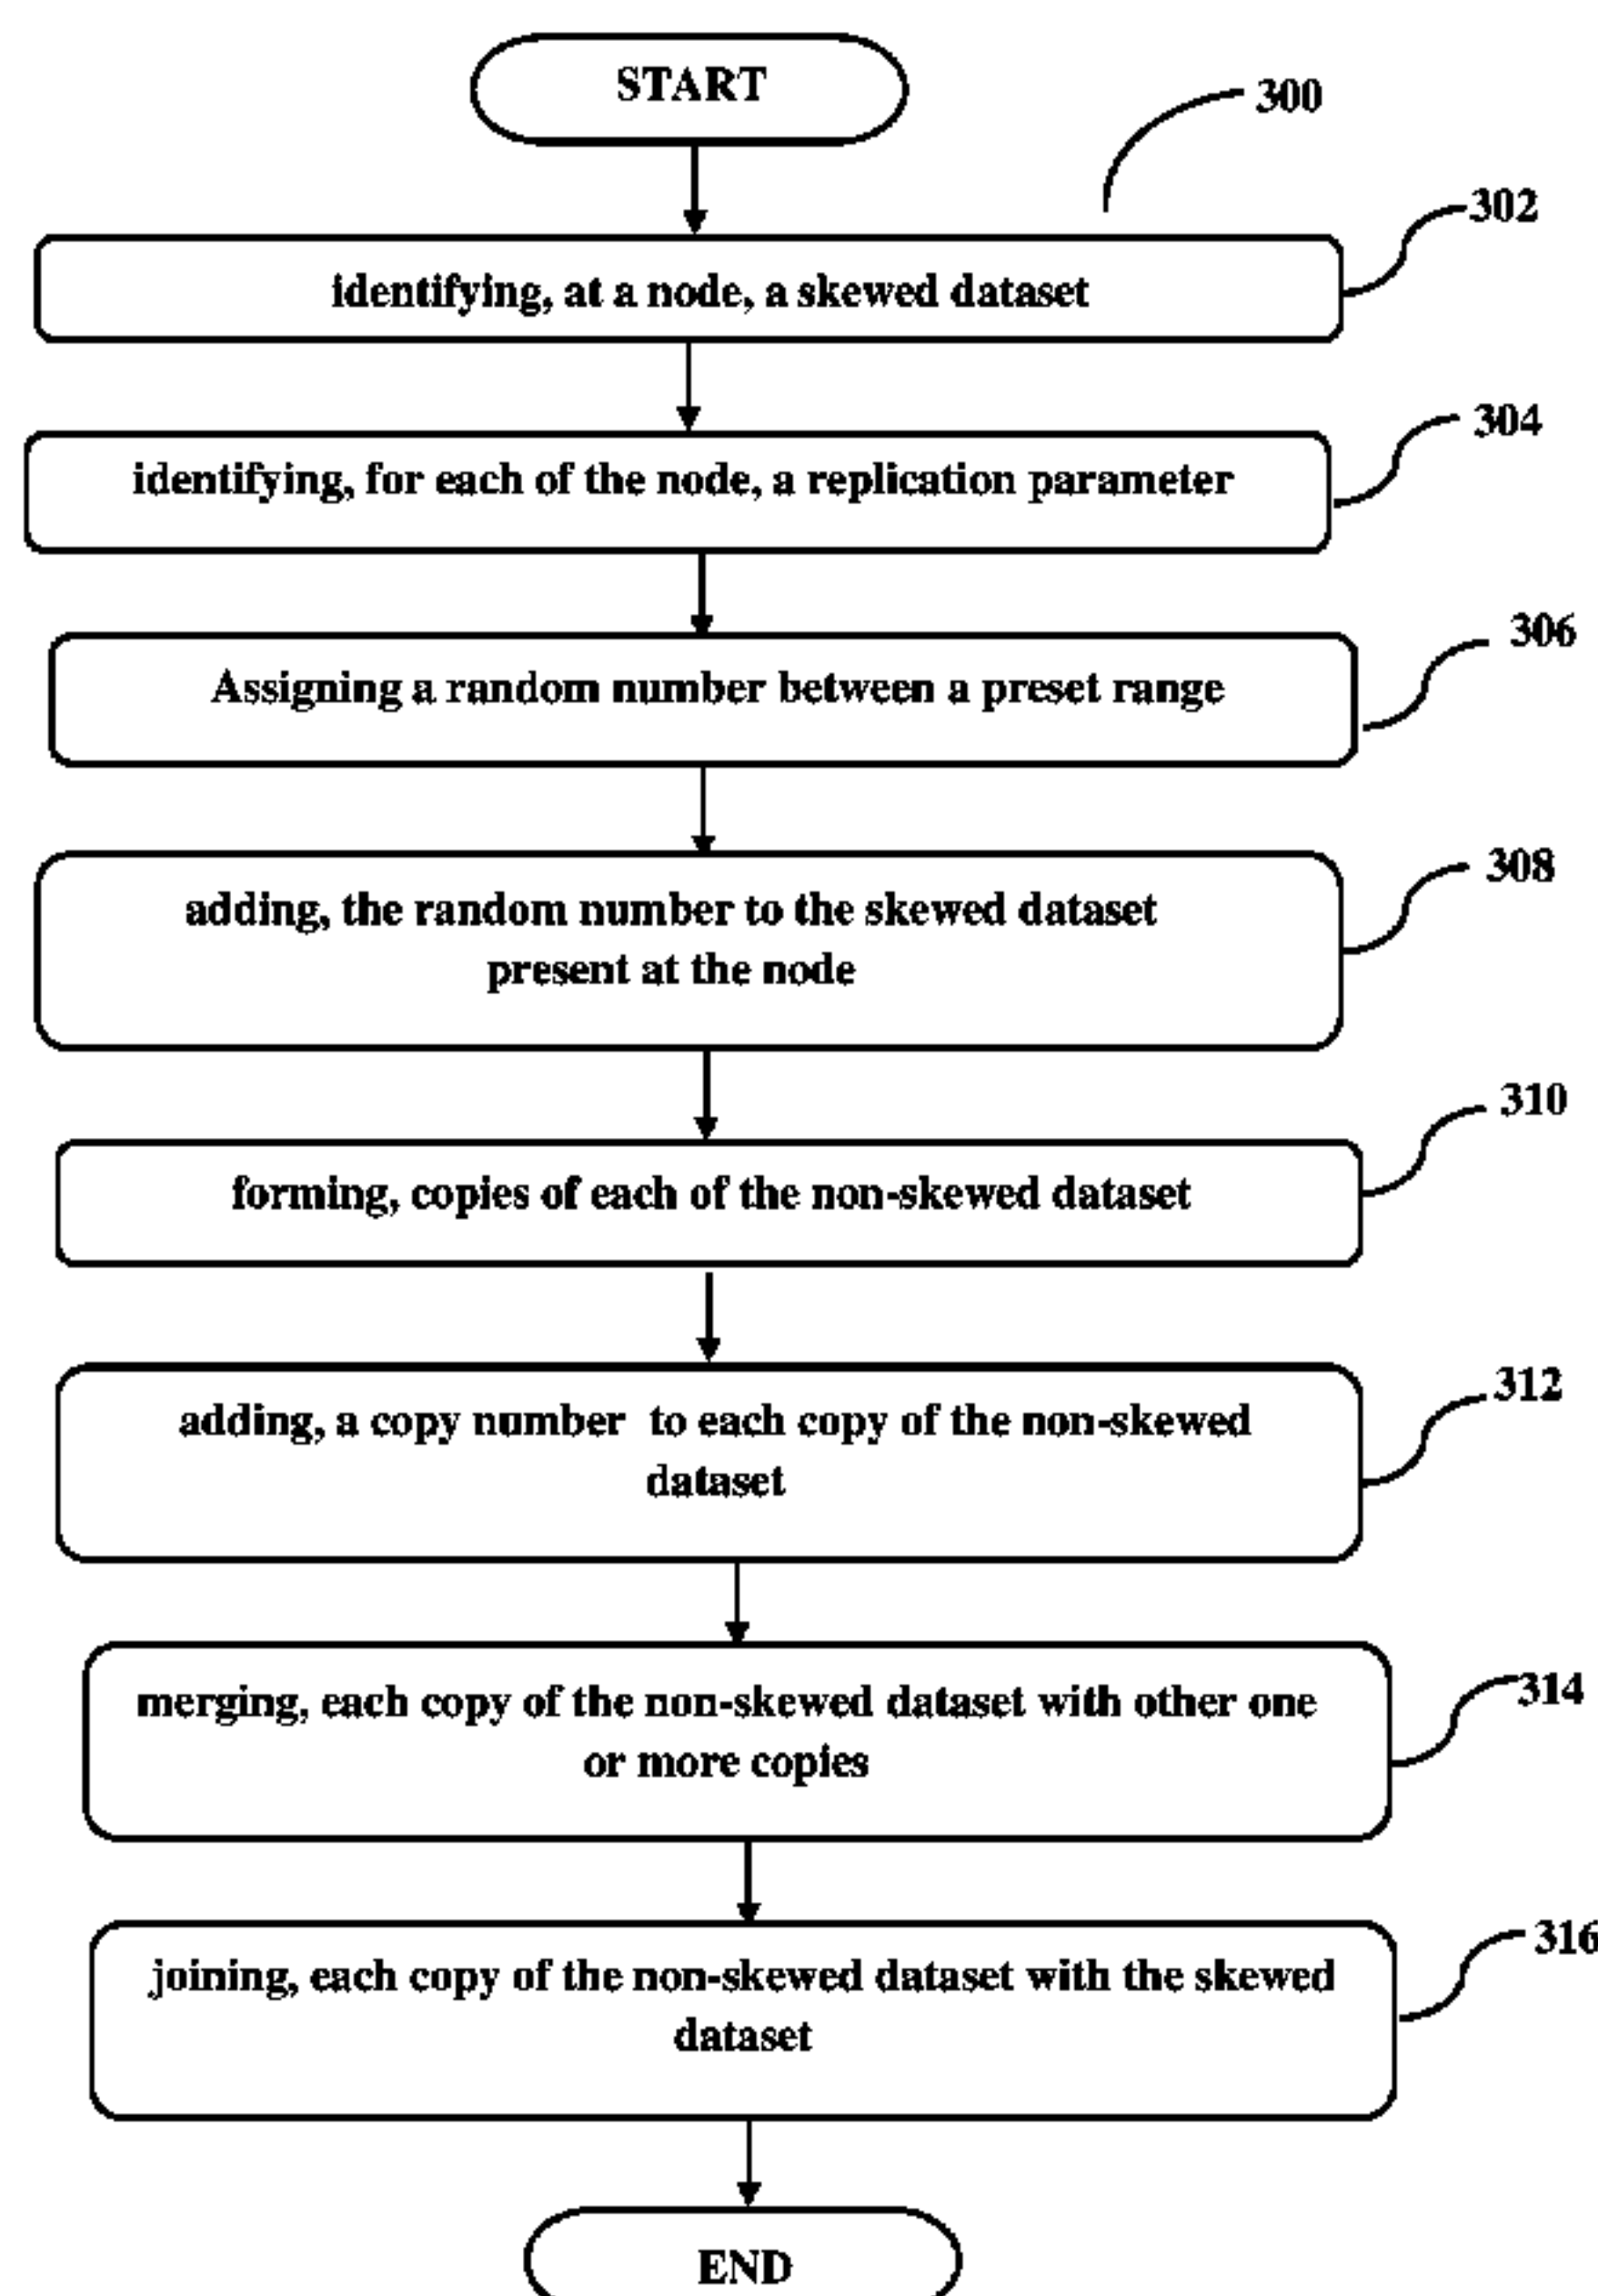 START
300
302
identifying, at a node, a skewed dataset
304
identifying, for each of the node, a replication parameter
306
Assigning a random number between a preset range
308
adding, the random number to the skewed dataset
present at the node
310
forming, copies of each of the non-skewed dataset
312
adding, a copy number to each copy of the non-skewed
dataset
314
merging, each copy of the non-skewed dataset with other one
or more copies
316
joining, each copy of the non-skewed dataset with the skewed
dataset
END